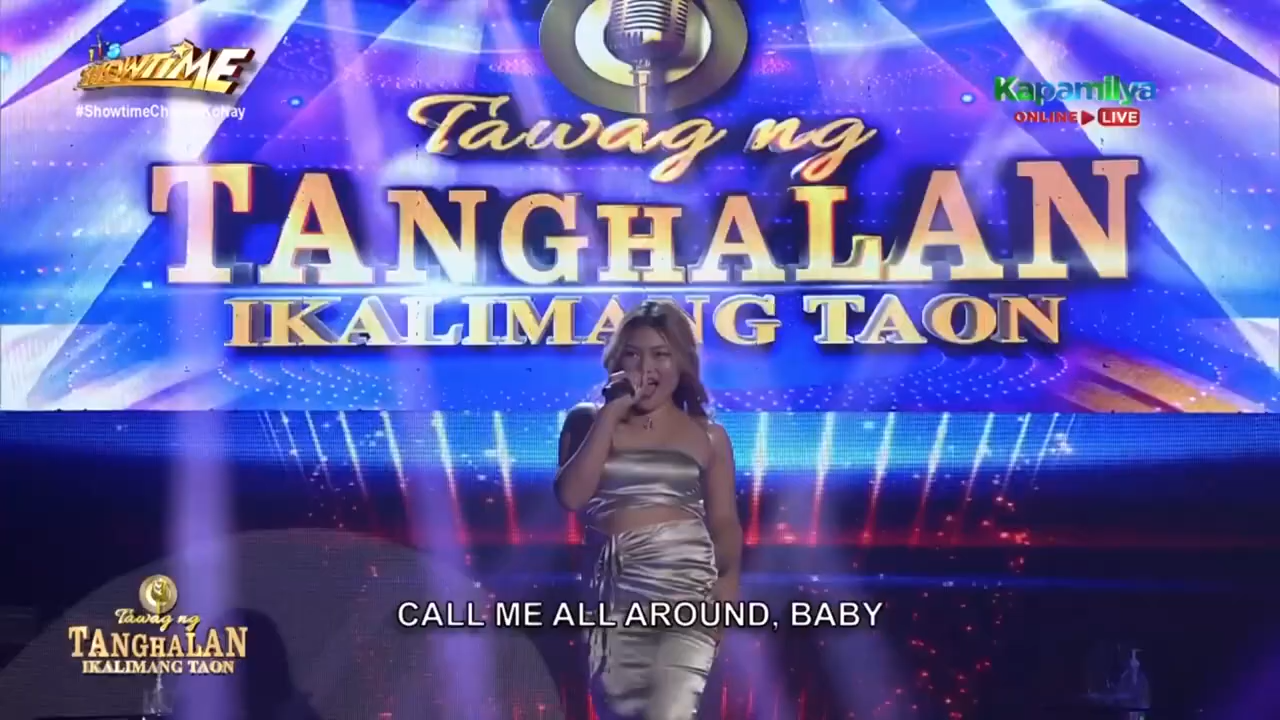 It's
SHOWTIME
Kapamilya
ONLINE LIVE
Tawag ng
TANGHALAN
IKALIMANG TAON
CALL ME ALL AROUND, BABY
Tawag ng
TANGHALAN
IKALIMANG TAON